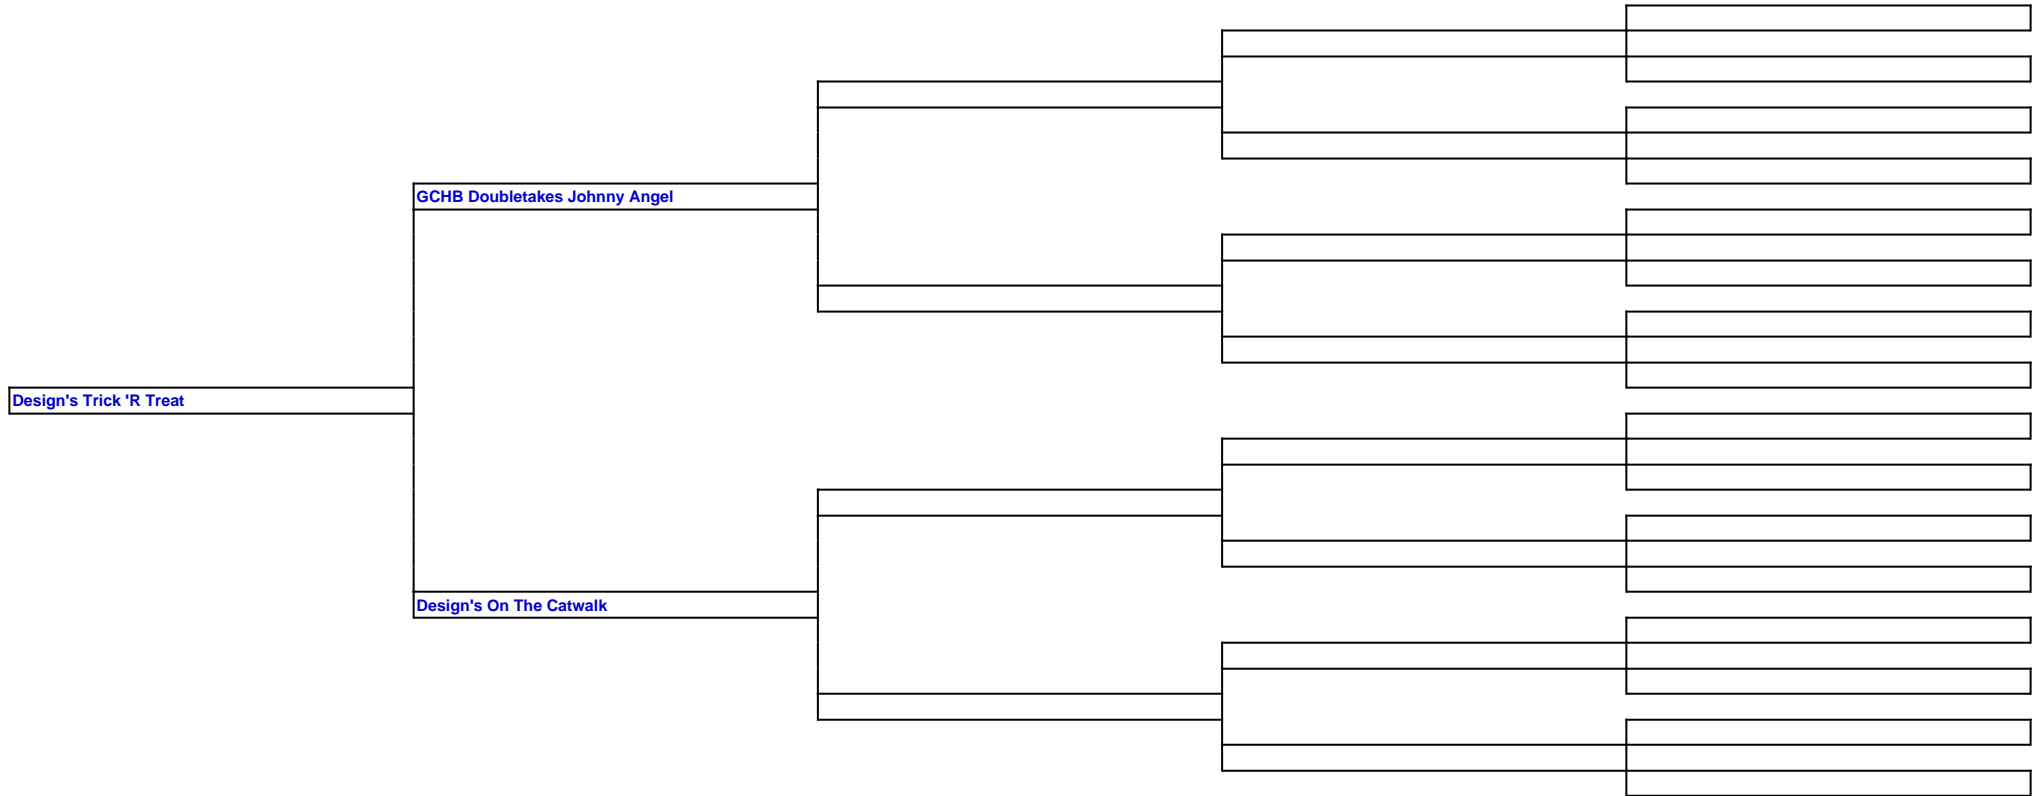 GCHB Doubletakes Johnny Angel
Design's Trick 'R Treat
Design's On The Catwalk